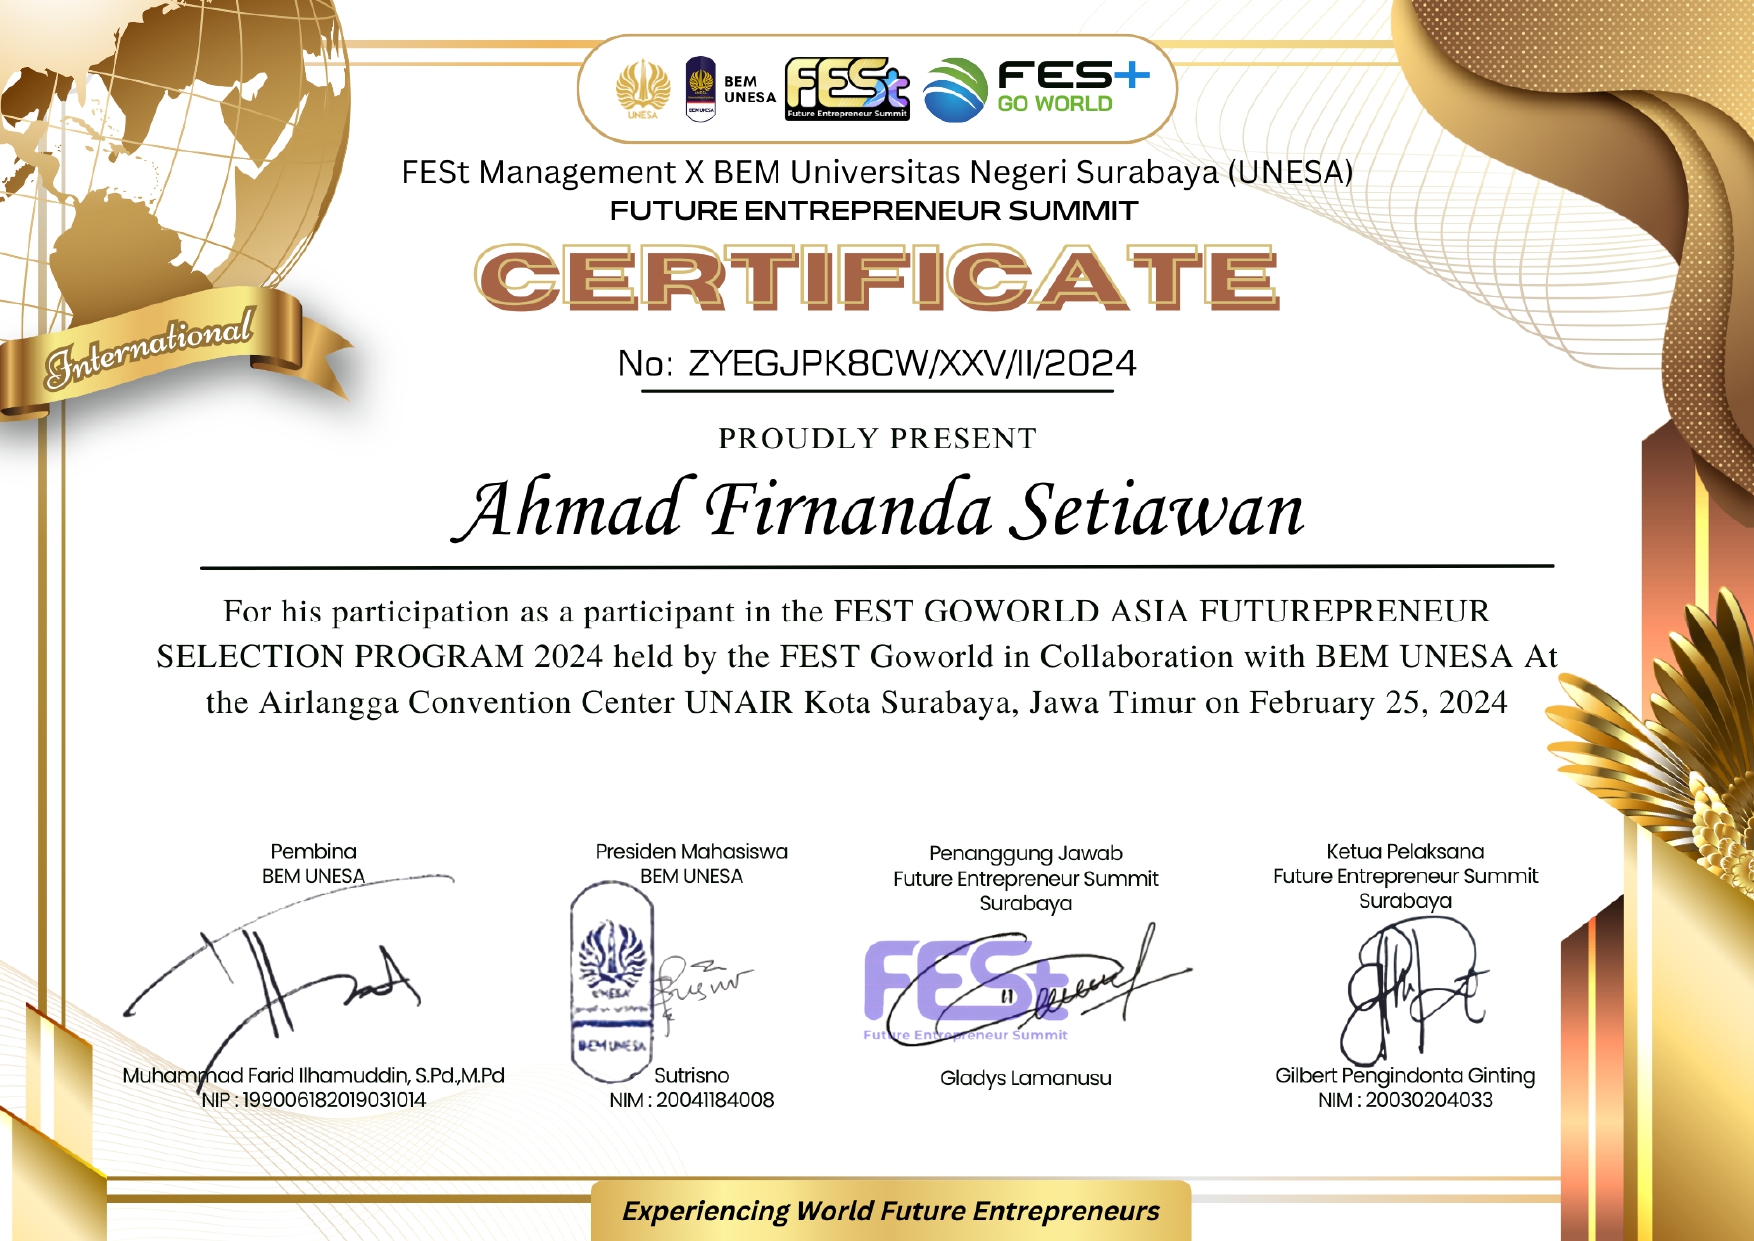 UNESA
BEM UNESA
BEM
UNESA
FESt
Future Entrepreneur Summit
FES+
GO WORLD
FESt Management X BEM Universitas Negeri Surabaya (UNESA)
FUTURE ENTREPRENEUR SUMMIT
CERTIFICATE
International
No: ZYEGJPK8CW/XXV/II/2024
PROUDLY PRESENT
Ahmad Firnanda Setiawan
For his participation as a participant in the FEST GOWORLD ASIA FUTUREPRENEUR
SELECTION PROGRAM 2024 held by the FEST Goworld in Collaboration with BEM UNESA At
the Airlangga Convention Center UNAIR Kota Surabaya, Jawa Timur on February 25, 2024
Pembina
BEM UNESA
Muhammad Farid Ilhamuddin, S.Pd.,M.Pd
NIP : 199006182019031014
Presiden Mahasiswa
BEM UNESA
UNESA
BEM UNESA
Sutrisno
NIM : 20041184008
Penanggung Jawab
Future Entrepreneur Summit
Surabaya
FESt
Future Entrepreneur Summit
Gladys Lamanusu
Ketua Pelaksana
Future Entrepreneur Summit
Surabaya
Gilbert Pengindonta Ginting
NIM : 20030204033
Experiencing World Future Entrepreneurs